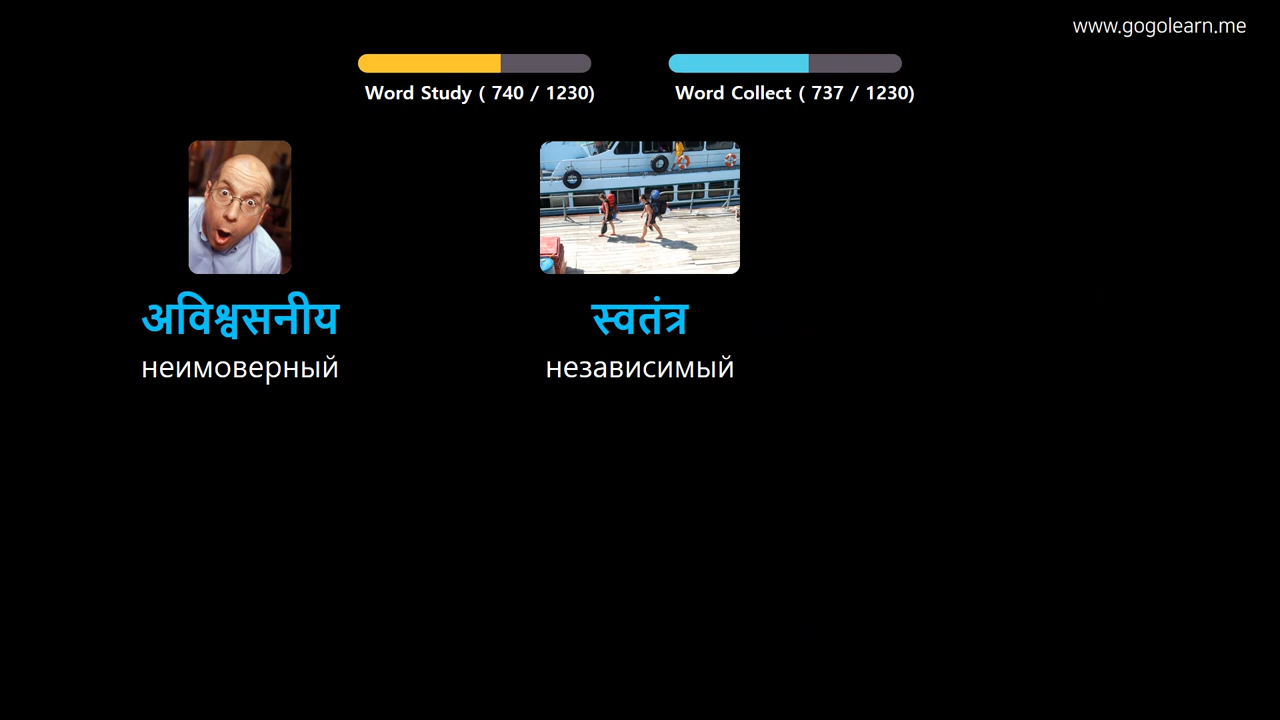 www.gogolearn.me
Word Study ( 740 / 1230)
Word Collect ( 737 / 1230)
अविश्वसनीय
स्वतंत्र
неимоверный
независимый